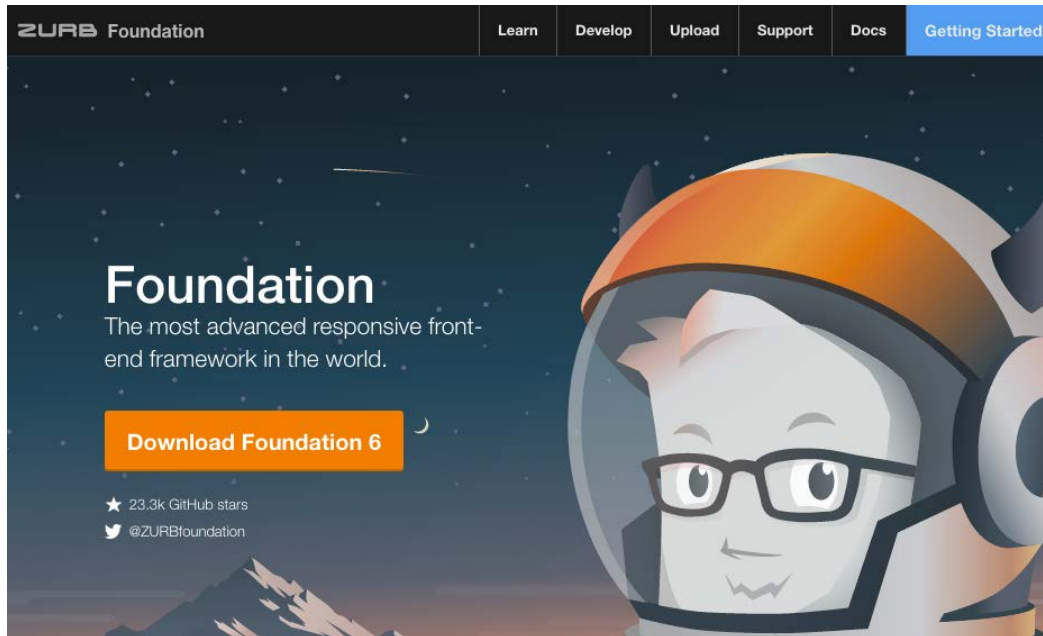 ZURB Foundation
Learn
Develop
Upload
Support
Docs
Getting Started
Foundation
The most advanced responsive front-
end framework in the world.
Download Foundation 6
23.3k GitHub stars
@ZURBfoundation